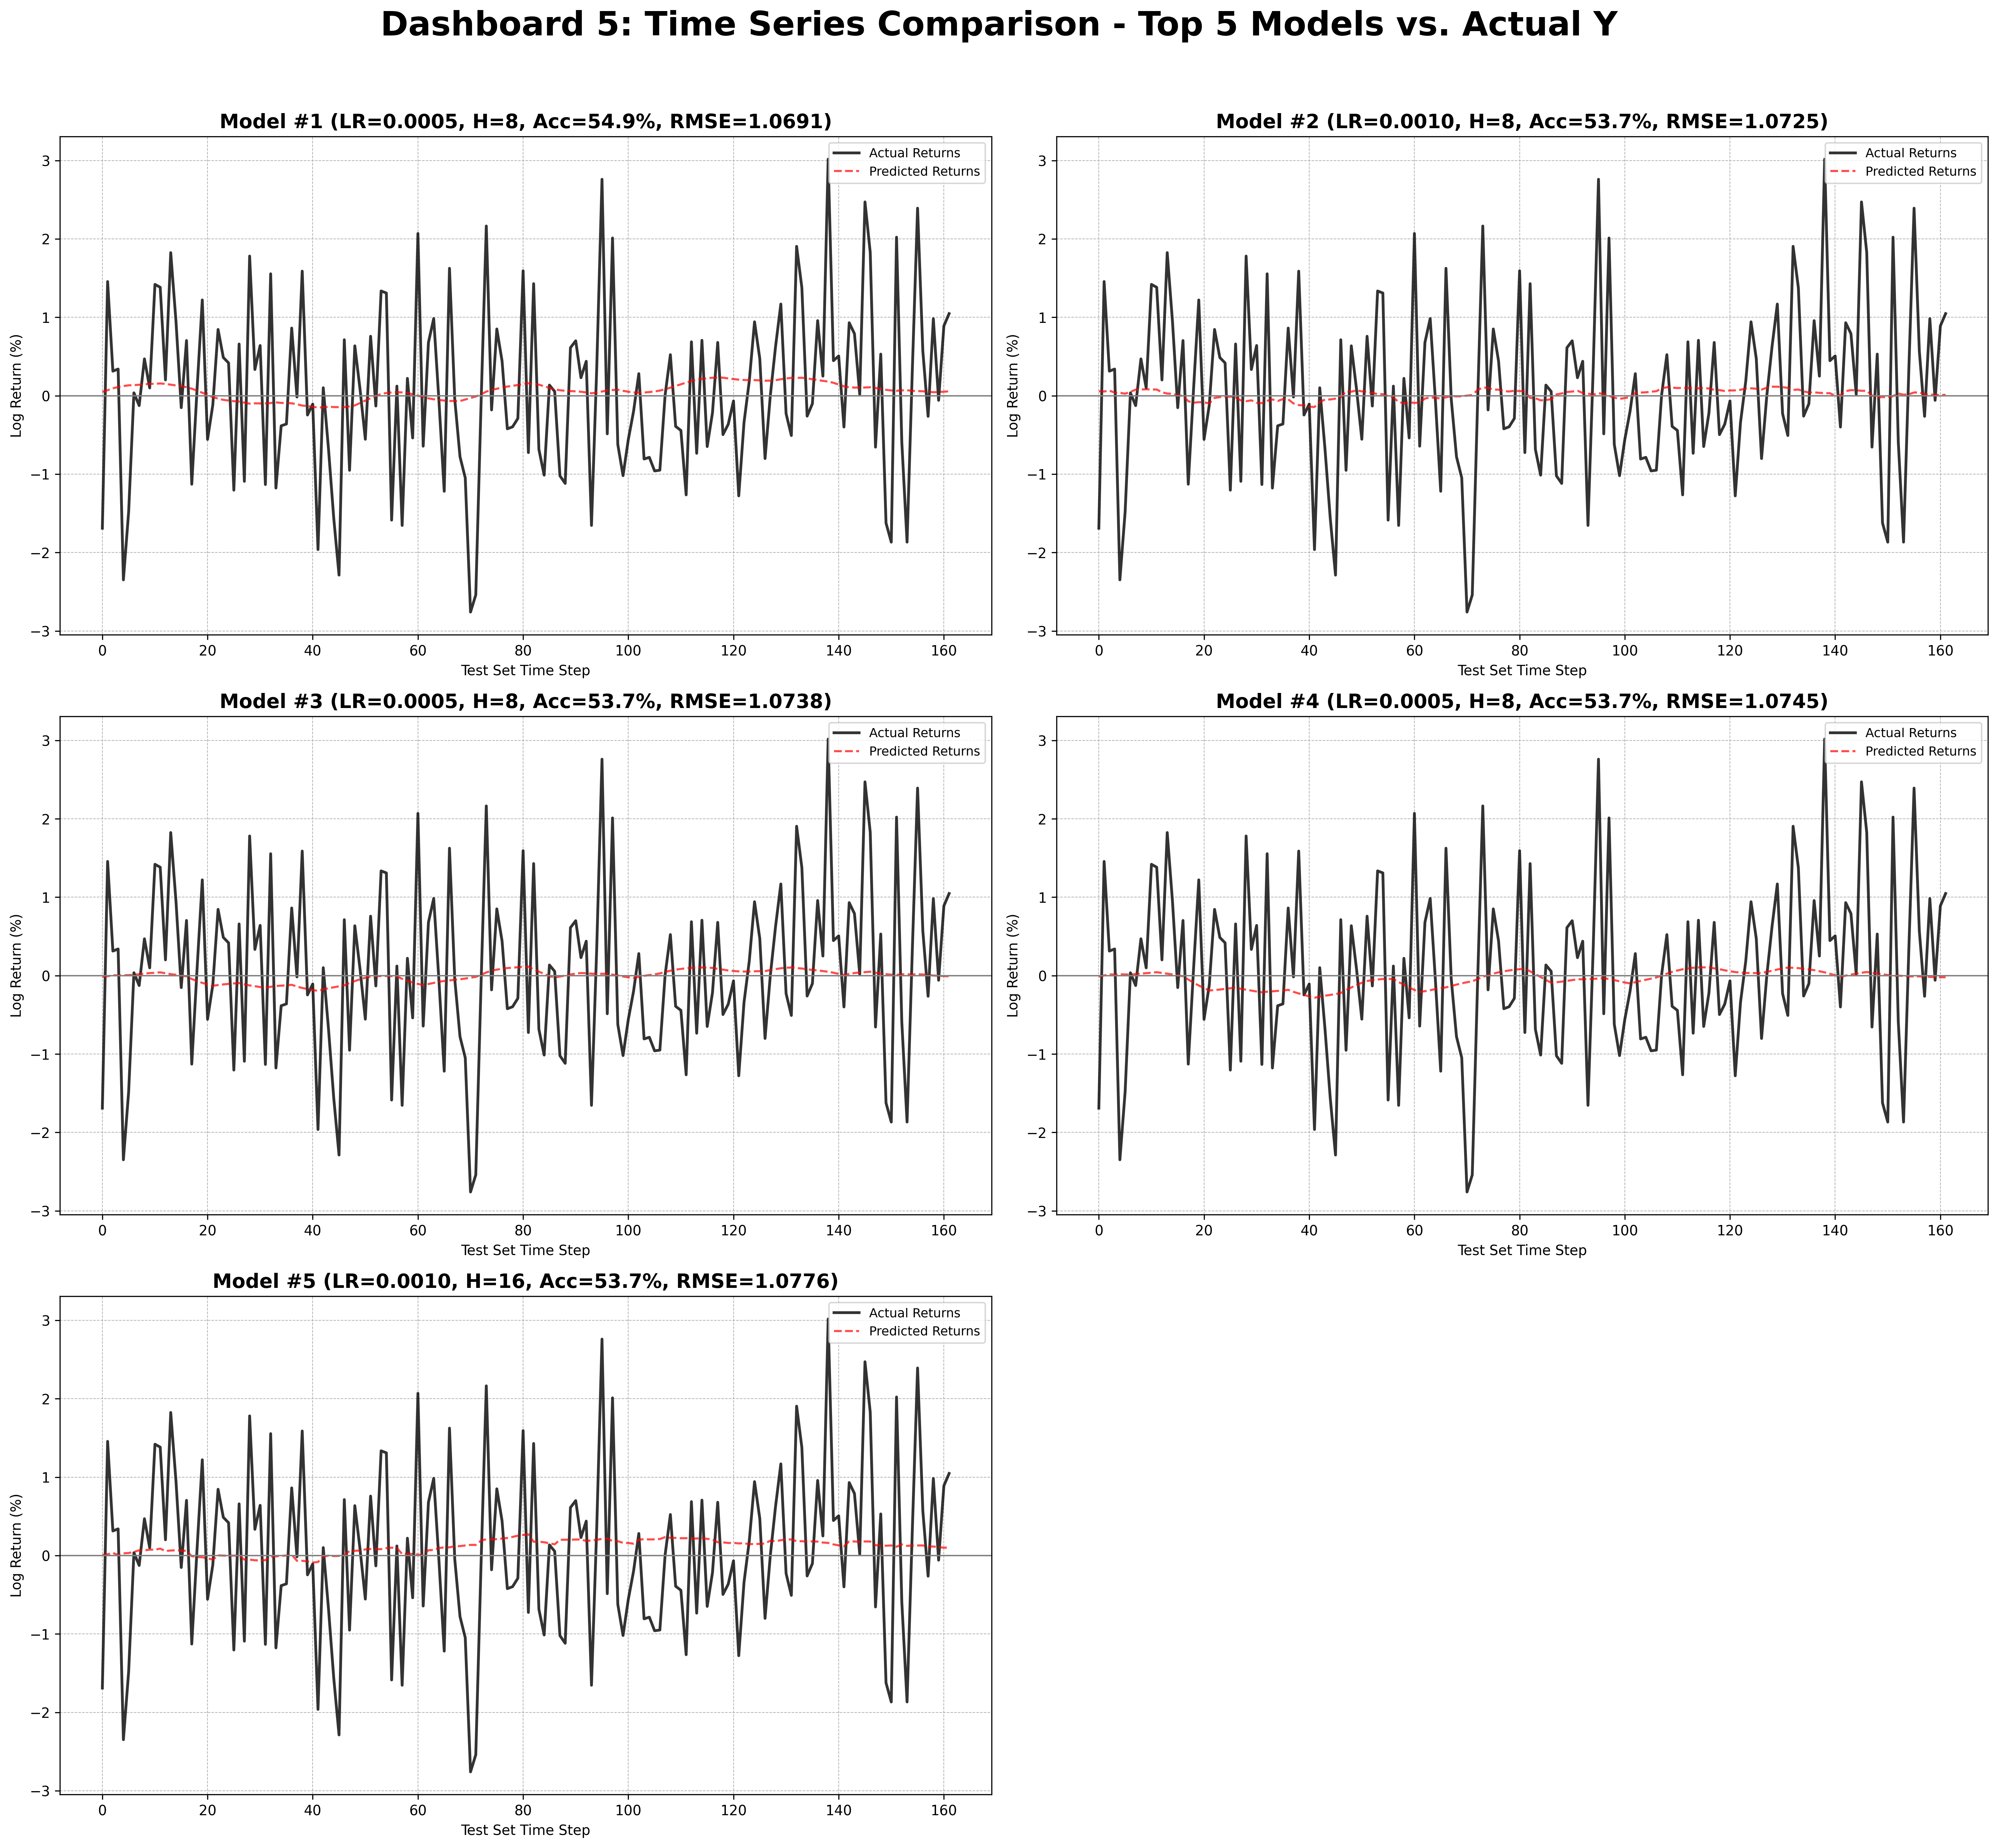 Dashboard 5: Time Series Comparison - Top 5 Models vs. Actual Y
Model #1 (LR=0.0005, H=8, Acc=54.9%, RMSE=1.0691)
Log Return (%)
3
2
1
0
−1
−2
−3
Actual Returns
Predicted Returns
0 20 40 60 80 100 120 140 160
Test Set Time Step
Model #2 (LR=0.0010, H=8, Acc=53.7%, RMSE=1.0725)
Log Return (%)
3
2
1
0
−1
−2
−3
Actual Returns
Predicted Returns
0 20 40 60 80 100 120 140 160
Test Set Time Step
Model #3 (LR=0.0005, H=8, Acc=53.7%, RMSE=1.0738)
Log Return (%)
3
2
1
0
−1
−2
−3
Actual Returns
Predicted Returns
0 20 40 60 80 100 120 140 160
Test Set Time Step
Model #4 (LR=0.0005, H=8, Acc=53.7%, RMSE=1.0745)
Log Return (%)
3
2
1
0
−1
−2
−3
Actual Returns
Predicted Returns
0 20 40 60 80 100 120 140 160
Test Set Time Step
Model #5 (LR=0.0010, H=16, Acc=53.7%, RMSE=1.0776)
Log Return (%)
3
2
1
0
−1
−2
−3
Actual Returns
Predicted Returns
0 20 40 60 80 100 120 140 160
Test Set Time Step